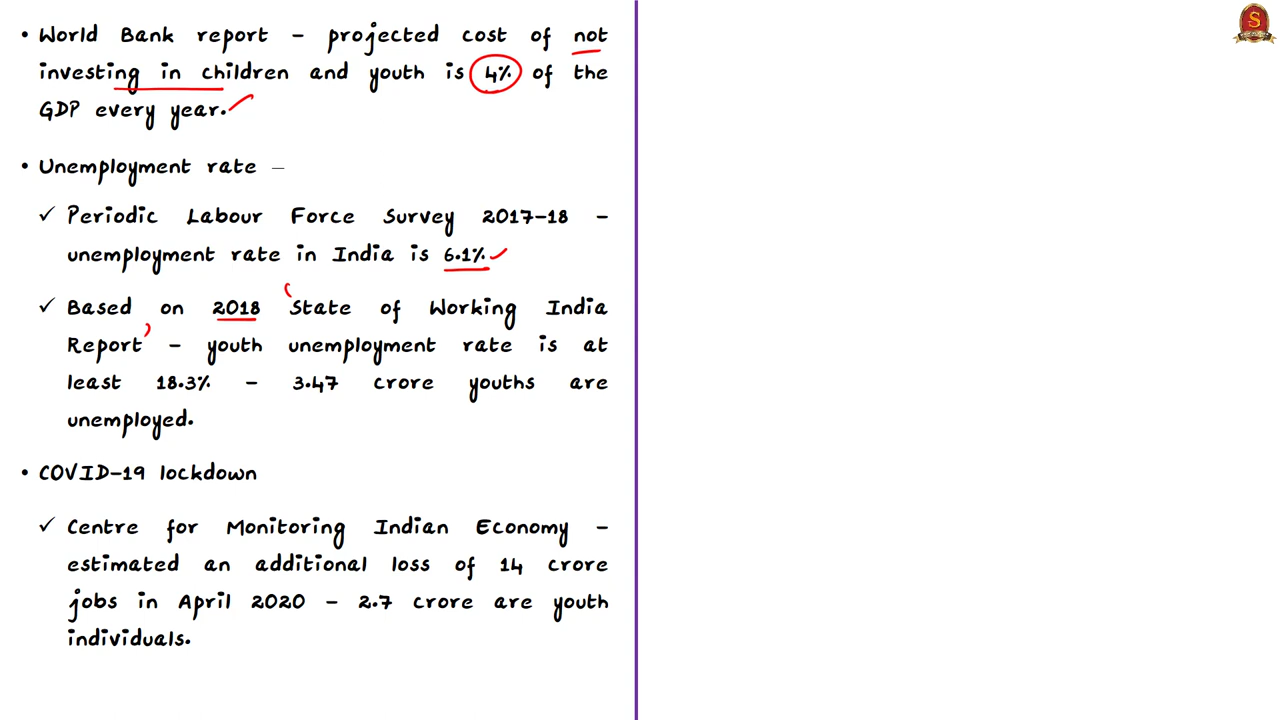 • World Bank report – projected cost of not
investing in children and youth is 4% of the
GDP every year.
• Unemployment rate –
✓ Periodic Labour Force Survey 2017-18 –
unemployment rate in India is 6.1%
✓ Based on 2018 ‘State of Working India
Report’ – youth unemployment rate is at
least 18.3% – 3.47 crore youths are
unemployed.
• COVID-19 lockdown
✓ Centre for Monitoring Indian Economy –
estimated an additional loss of 14 crore
jobs in April 2020 – 2.7 crore are youth
individuals.
S